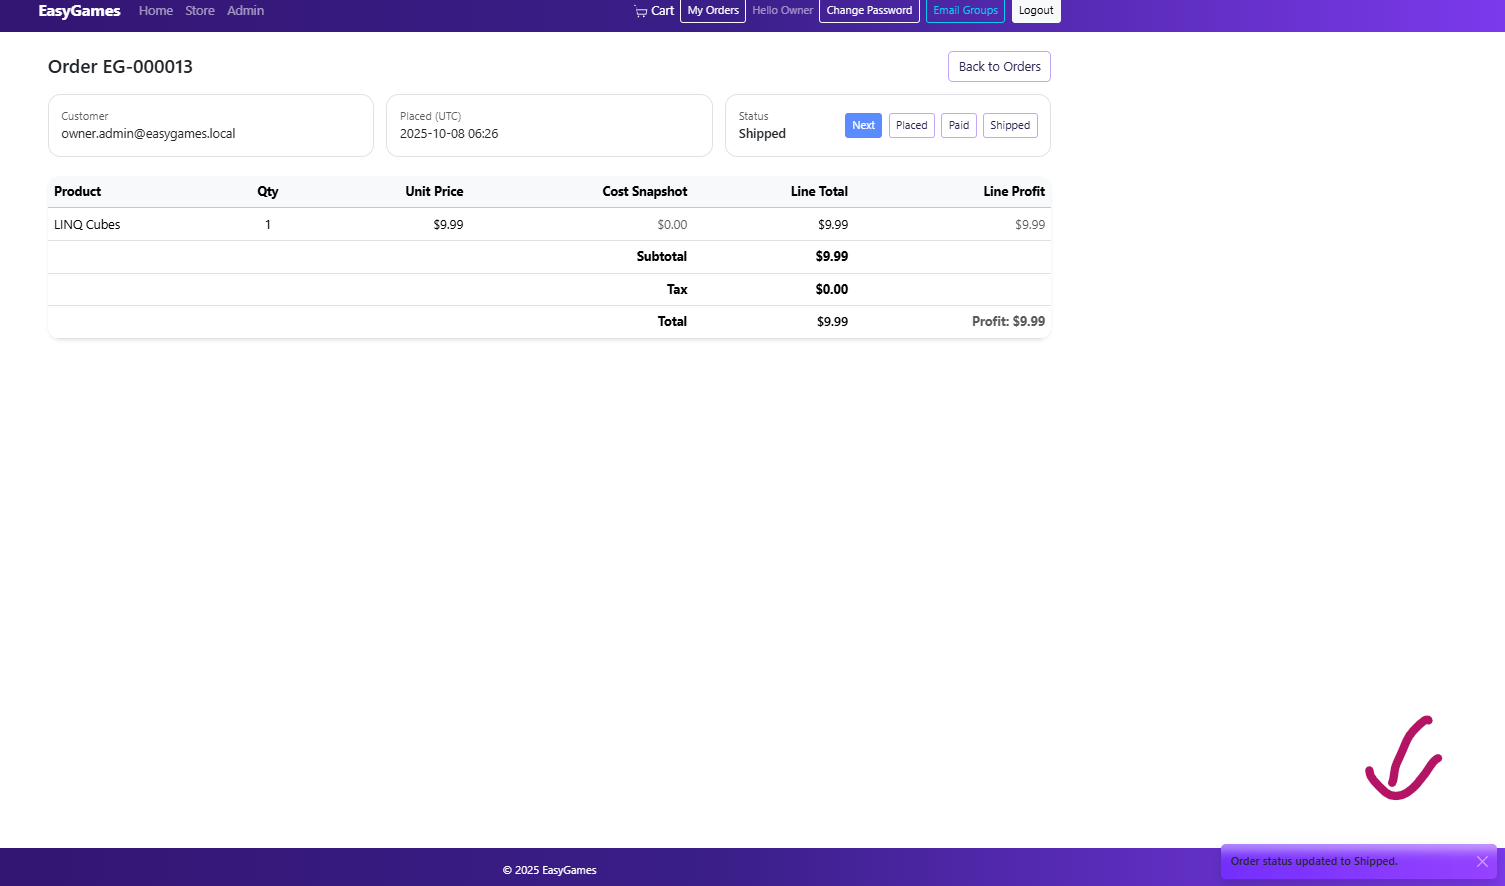 EasyGames Home Store Admin Cart My Orders Hello Owner Change Password Email Groups Logout
Order EG-000013 Back to Orders
Customer
owner.admin@easygames.local
Placed (UTC)
2025-10-08 06:26
Status
Shipped
Next Placed Paid Shipped
Product Qty Unit Price Cost Snapshot Line Total Line Profit
LINQ Cubes 1 $9.99 $0.00 $9.99 $9.99
Subtotal $9.99
Tax $0.00
Total $9.99 Profit: $9.99
© 2025 EasyGames
Order status updated to Shipped.